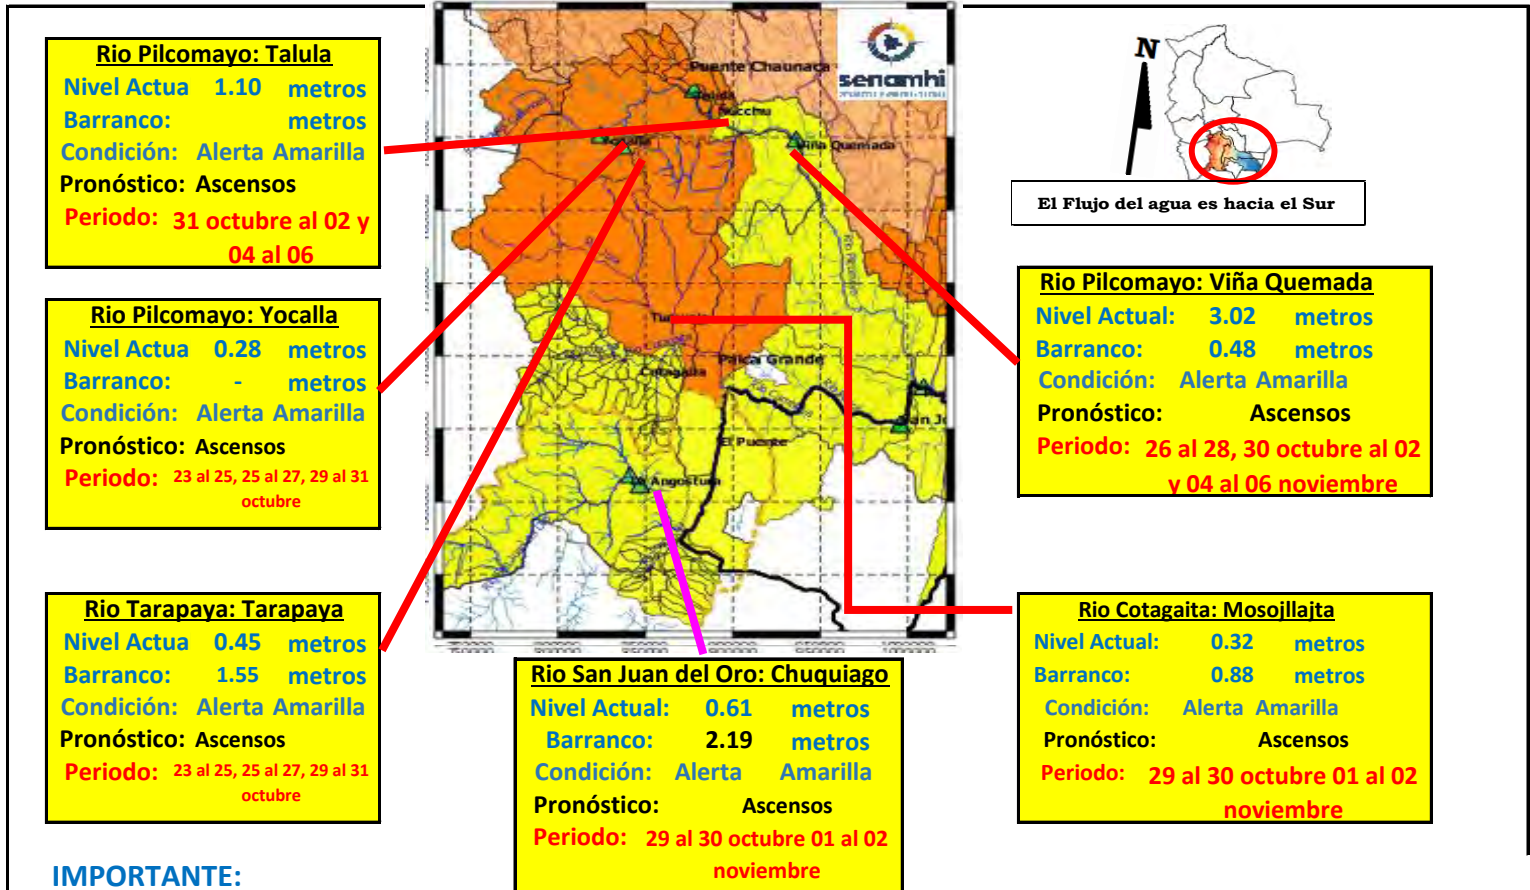 Rio Pilcomayo: Talula
Nivel Actua 1.10 metros
Barranco: metros
Condición: Alerta Amarilla
Pronóstico: Ascensos
Periodo: 31 octubre al 02 y
04 al 06
Rio Pilcomayo: Yocalla
Nivel Actua 0.28 metros
Barranco: - metros
Condición: Alerta Amarilla
Pronóstico: Ascensos
Periodo: 23 al 25, 25 al 27, 29 al 31
octubre
Rio Tarapaya: Tarapaya
Nivel Actua 0.45 metros
Barranco: 1.55 metros
Condición: Alerta Amarilla
Pronóstico: Ascensos
Periodo: 23 al 25, 25 al 27, 29 al 31
octubre
IMPORTANTE:
senamhi
Puente Chaunaca
Viña Quemada
Palca Grande
Cotagaita
El Puente
Angostura
Rio San Juan del Oro: Chuquiago
Nivel Actual: 0.61 metros
Barranco: 2.19 metros
Condición: Alerta Amarilla
Pronóstico: Ascensos
Periodo: 29 al 30 octubre 01 al 02
noviembre
N
El Flujo del agua es hacia el Sur
Rio Pilcomayo: Viña Quemada
Nivel Actual: 3.02 metros
Barranco: 0.48 metros
Condición: Alerta Amarilla
Pronóstico: Ascensos
Periodo: 26 al 28, 30 octubre al 02
y 04 al 06 noviembre
Rio Cotagaita: Mosojllajta
Nivel Actual: 0.32 metros
Barranco: 0.88 metros
Condición: Alerta Amarilla
Pronóstico: Ascensos
Periodo: 29 al 30 octubre 01 al 02
noviembre